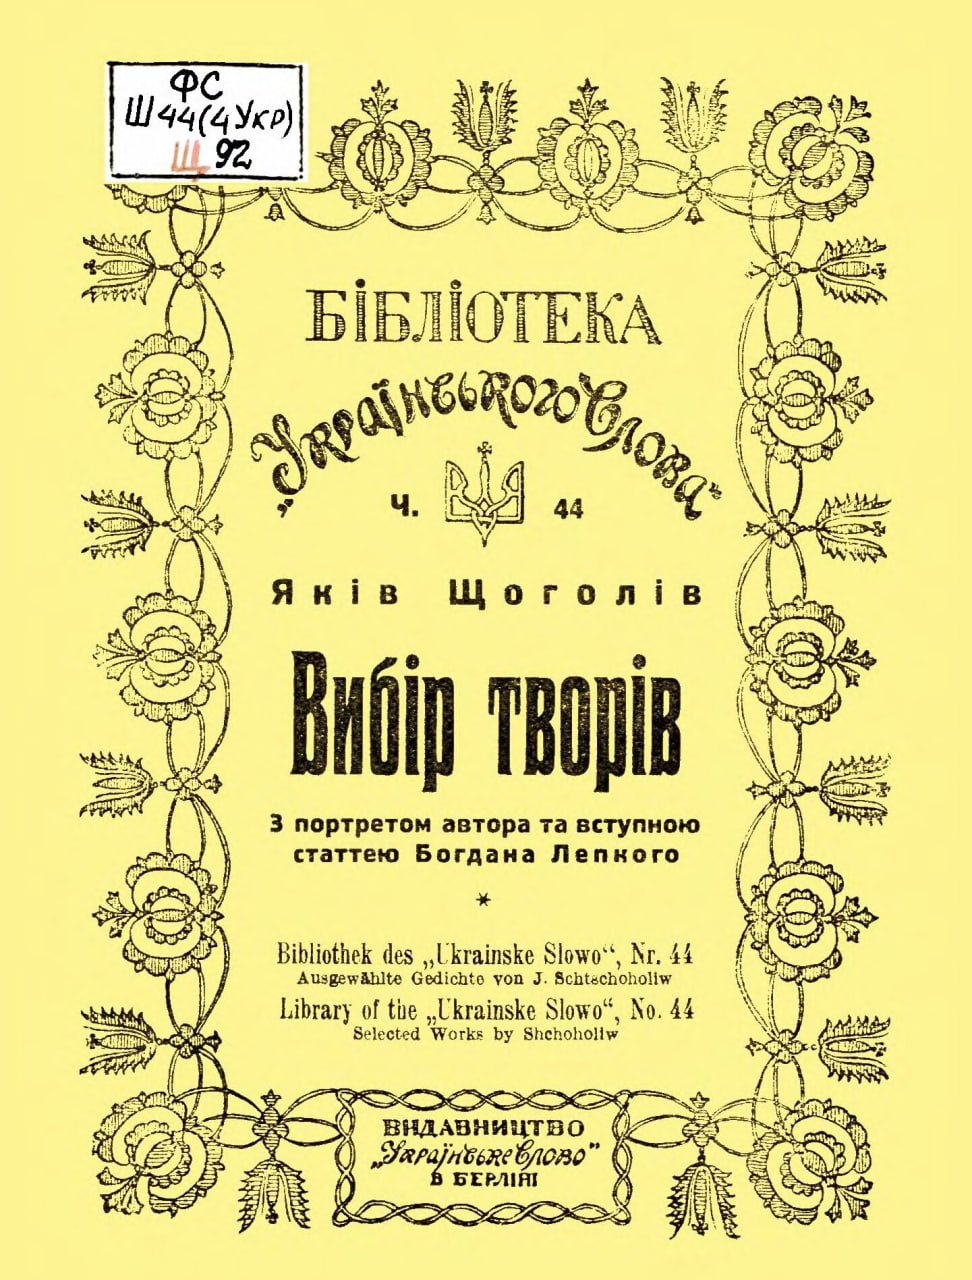 ФС
Ш44(4Укр)
Щ 92
БІБЛІОТЕКА
„Українського Слова”
Ч. 44
Яків Щоголів
Вибір творів
З портретом автора та вступною
статтею Богдана Лепкого
*
Bibliothek des „Ukrainske Slowo“, Nr. 44
Ausgewählte Gedichte von J. Schtschoholiw
Library of the „Ukrainske Slowo“, No. 44
Selected Works by Shchoholiw
ВИДАВНИЦТВО
„Українське Слово”
В БЕРЛІНІ